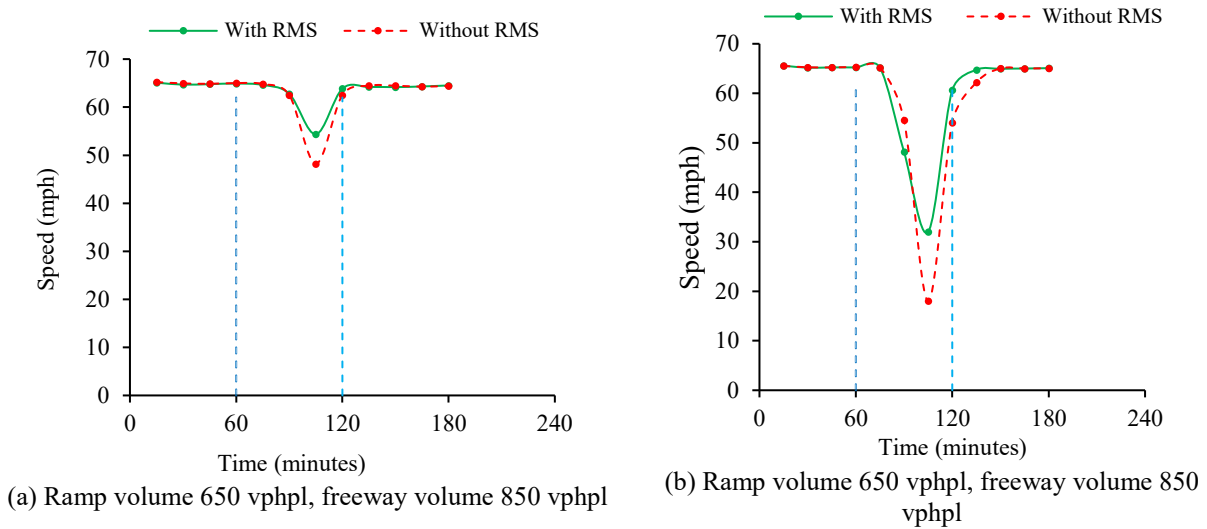 With RMS Without RMS
70
60
50
40
30
20
10
0
Speed (mph)
0 60 120 180 240
Time (minutes)
(a) Ramp volume 650 vphpl, freeway volume 850 vphpl
With RMS Without RMS
70
60
50
40
30
20
10
0
Speed (mph)
0 60 120 180 240
Time (minutes)
(b) Ramp volume 650 vphpl, freeway volume 850
vphpl